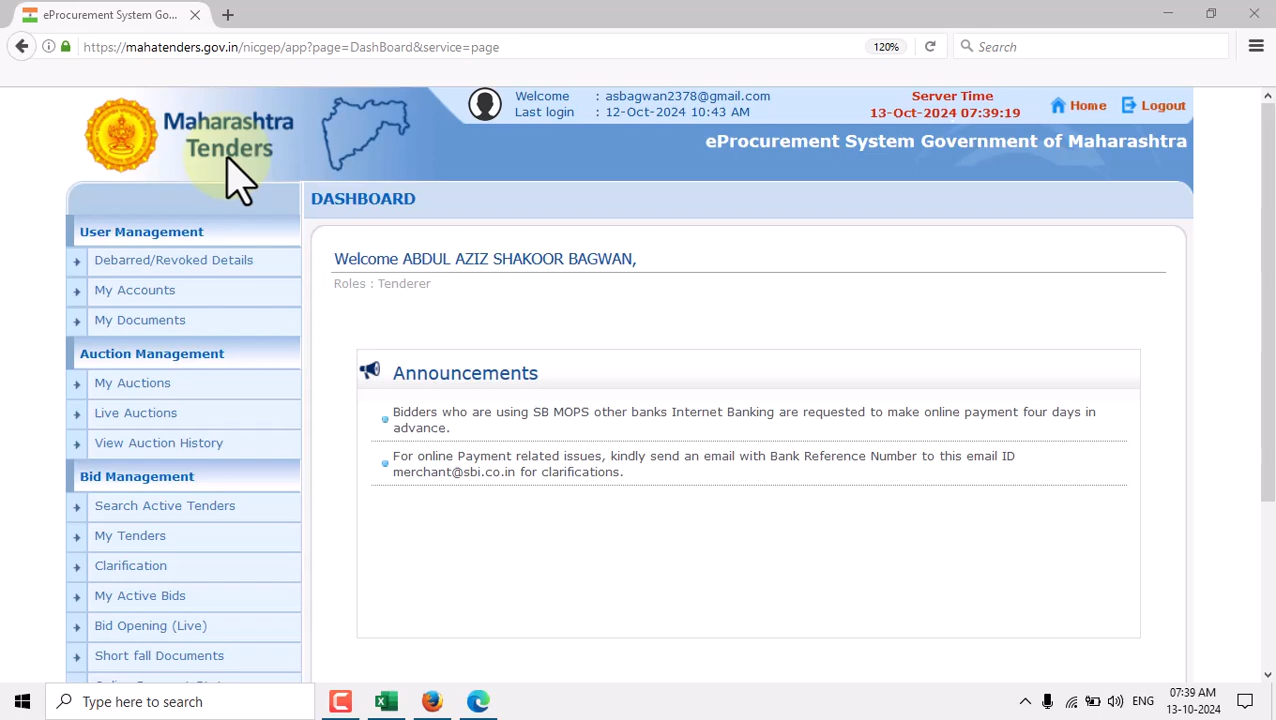 eProcurement System Go...
https://mahatenders.gov.in/nicgep/app?page=DashBoard&service=page
120%
Search
Maharashtra
Tenders
Welcome : asbagwan2378@gmail.com
Last login : 12-Oct-2024 10:43 AM
Server Time
13-Oct-2024 07:39:19
Home
Logout
eProcurement System Government of Maharashtra
DASHBOARD
User Management
Debarred/Revoked Details
My Accounts
My Documents
Auction Management
My Auctions
Live Auctions
View Auction History
Bid Management
Search Active Tenders
My Tenders
Clarification
My Active Bids
Bid Opening (Live)
Short fall Documents
Welcome ABDUL AZIZ SHAKOOR BAGWAN,
Roles : Tenderer
Announcements
Bidders who are using SB MOPS other banks Internet Banking are requested to make online payment four days in
advance.
For online Payment related issues, kindly send an email with Bank Reference Number to this email ID
merchant@sbi.co.in for clarifications.
Type here to search
ENG
07:39 AM
13-10-2024